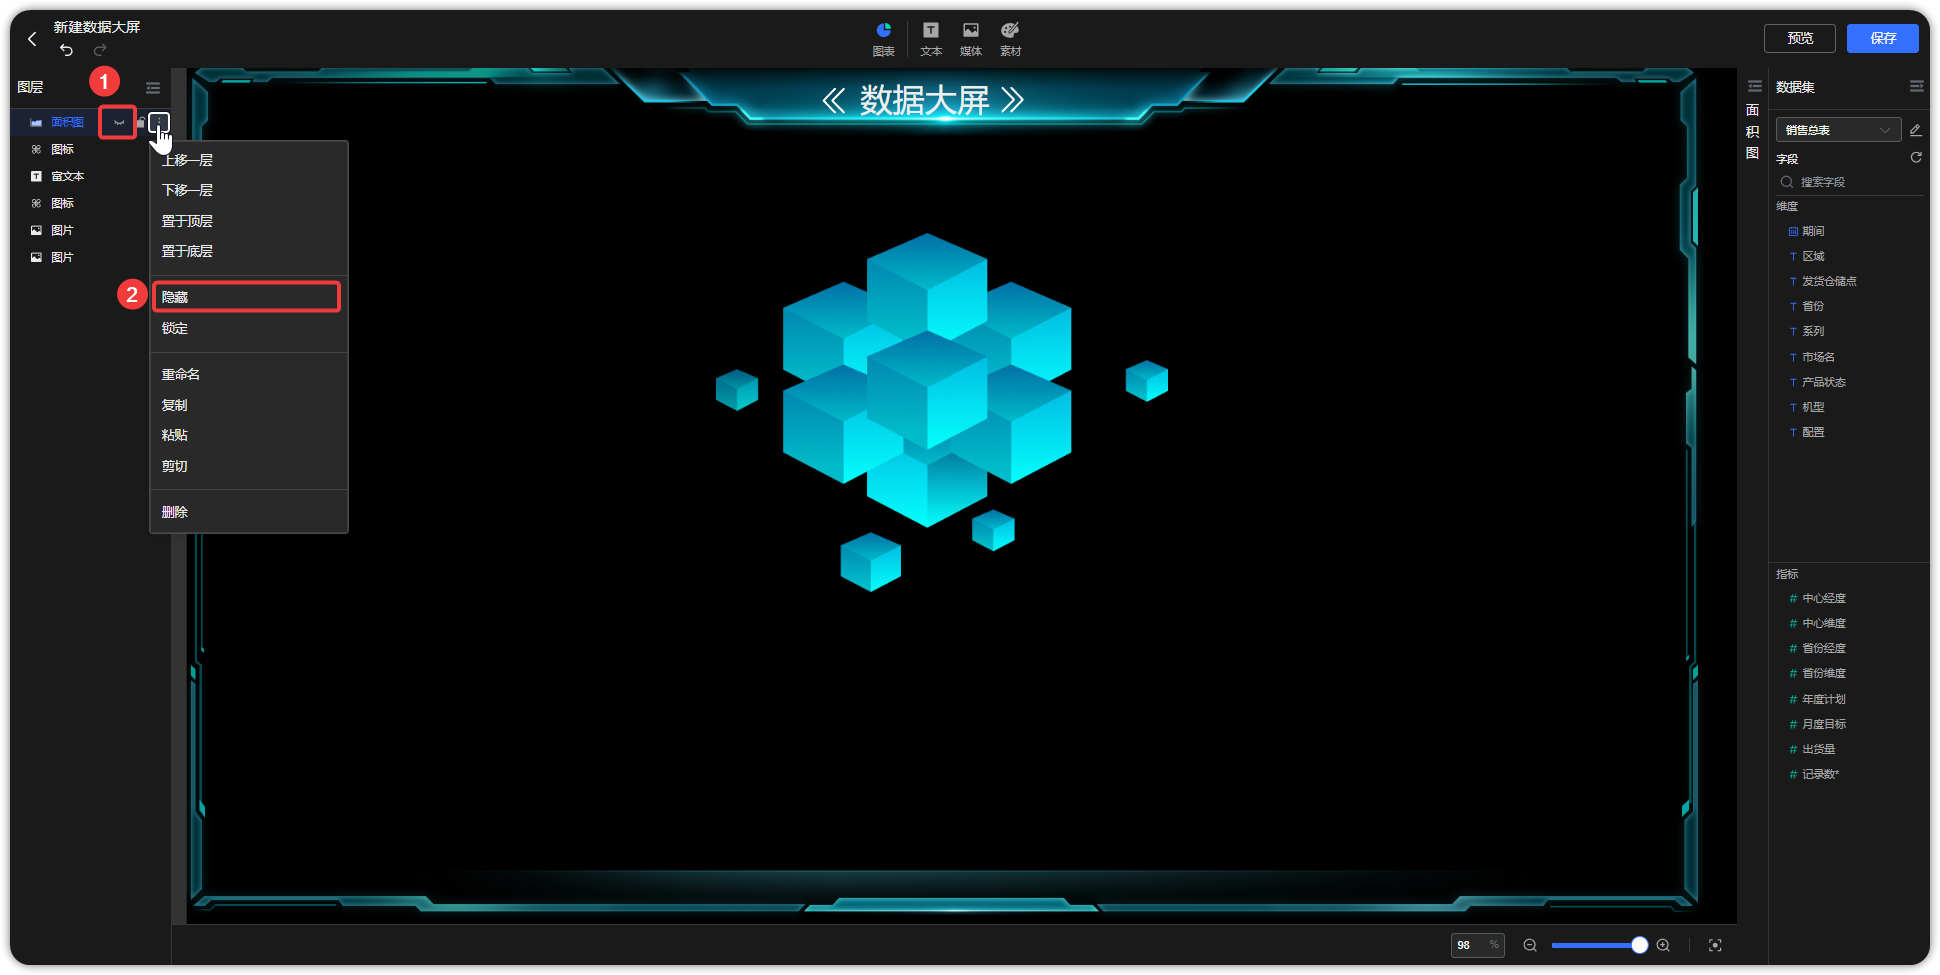 新建数据大屏
图表
文本
媒体
素材
预览
保存
图层
1
面积图
图标
富文本
图标
图片
图片
上移一层
下移一层
置于顶层
置于底层
2
隐藏
锁定
重命名
复制
粘贴
剪切
删除
数据大屏
面积图
数据集
销售总表
字段
搜索字段
维度
期间
区域
发货仓储点
省份
系列
市场名
产品状态
机型
配置
指标
# 中心经度
# 中心维度
# 省份经度
# 省份维度
# 年度计划
# 月度目标
# 出货量
# 记录数*
98 %